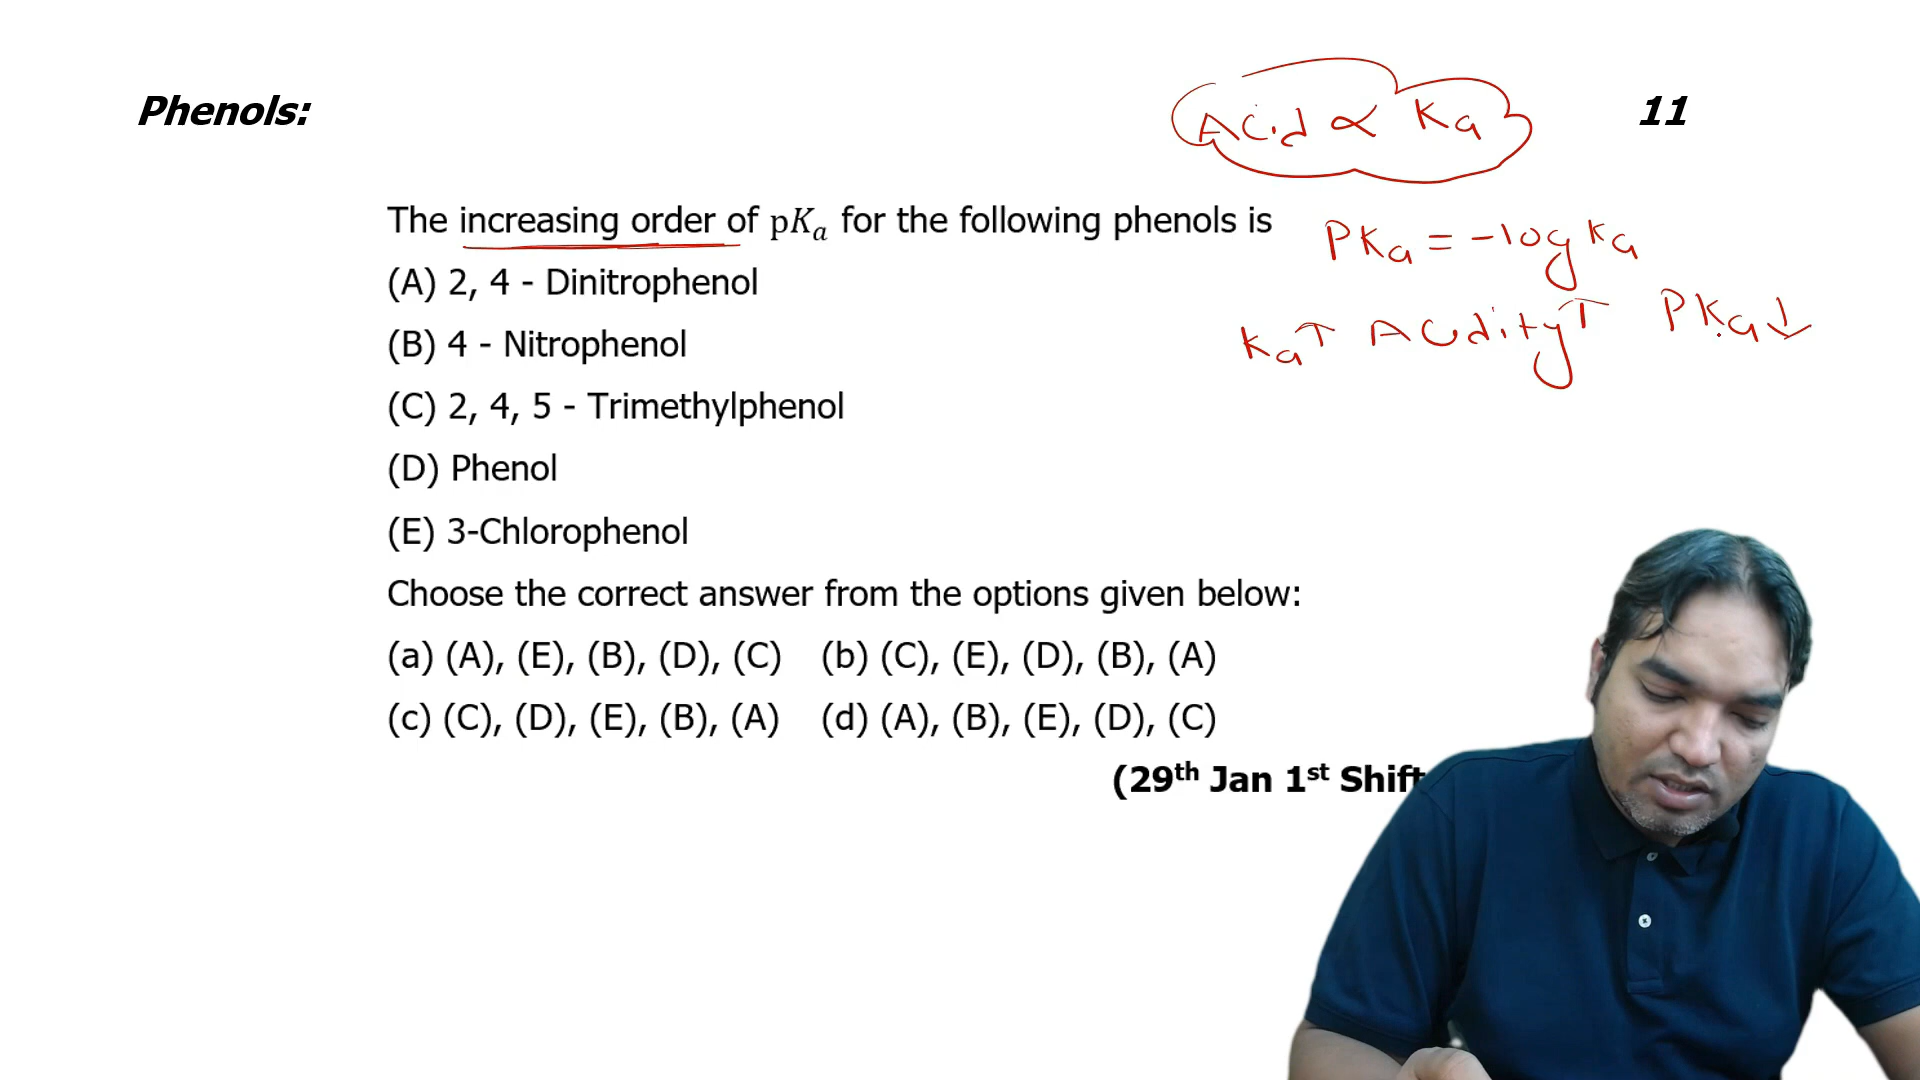 Phenols:
Acid ∝ Ka
11
The increasing order of pKₐ for the following phenols is
PKa = -log Ka
(A) 2, 4 - Dinitrophenol
Ka↑ Acidity↑ PKa↓
(B) 4 - Nitrophenol
(C) 2, 4, 5 - Trimethylphenol
(D) Phenol
(E) 3-Chlorophenol
Choose the correct answer from the options given below:
(a) (A), (E), (B), (D), (C) (b) (C), (E), (D), (B), (A)
(c) (C), (D), (E), (B), (A) (d) (A), (B), (E), (D), (C)
(29th Jan 1st Shift